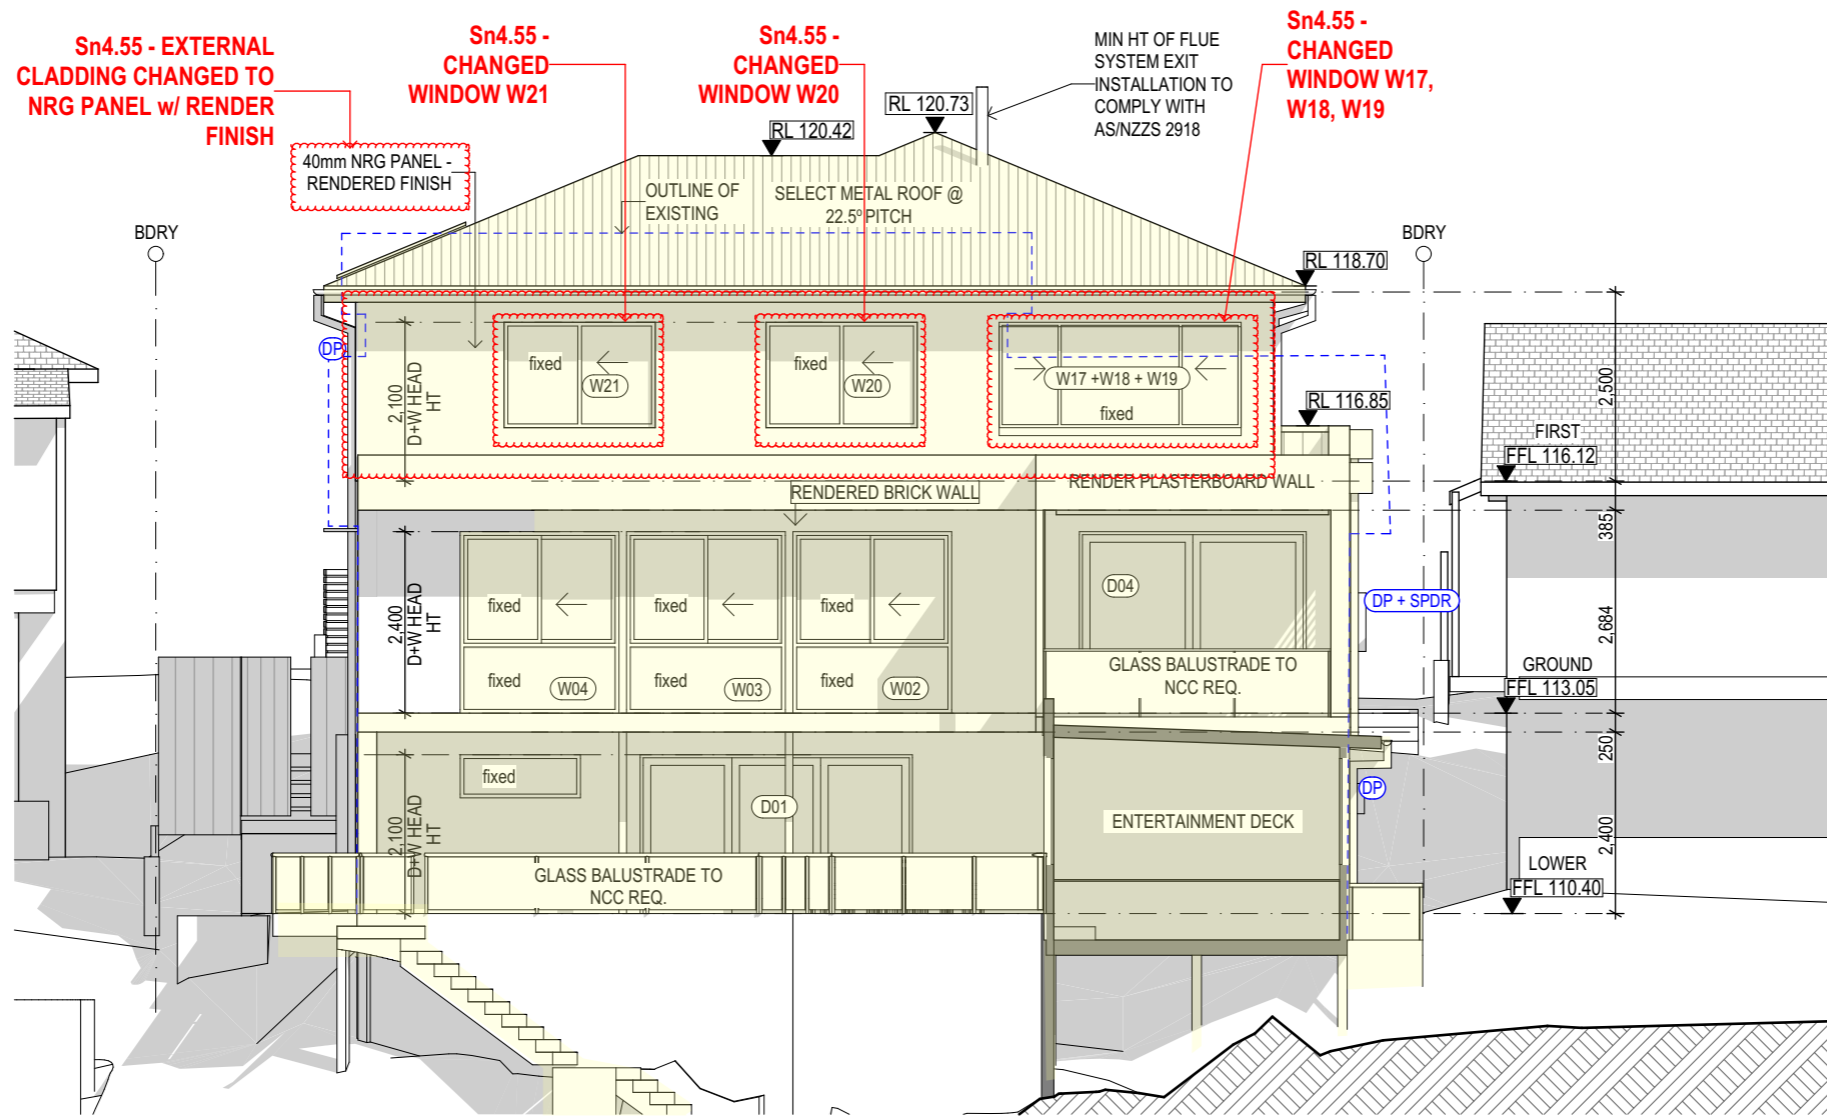 Sn4.55 - EXTERNAL
CLADDING CHANGED TO
NRG PANEL w/ RENDER
FINISH
Sn4.55 -
CHANGED
WINDOW W21
Sn4.55 -
CHANGED
WINDOW W20
MIN HT OF FLUE
SYSTEM EXIT
INSTALLATION TO
COMPLY WITH
AS/NZZS 2918
Sn4.55 -
CHANGED
WINDOW W17,
W18, W19
RL 120.73
RL 120.42
40mm NRG PANEL -
RENDERED FINISH
OUTLINE OF
EXISTING
SELECT METAL ROOF @
22.5º PITCH
BDRY
BDRY
RL 118.70
DP
2,100
D+W HEAD
HT
fixed
W21
fixed
W20
W17 +W18 + W19
fixed
2,500
RL 116.85
FIRST
FFL 116.12
RENDERED BRICK WALL
RENDER PLASTERBOARD WALL
385
2,400
D+W HEAD
HT
fixed
fixed
fixed
D04
DP + SPDR
2,684
fixed
W04
fixed
W03
fixed
W02
GLASS BALUSTRADE TO
NCC REQ.
GROUND
FFL 113.05
250
fixed
D01
DP
2,100
D+W HEAD
HT
ENTERTAINMENT DECK
2,400
GLASS BALUSTRADE TO
NCC REQ.
LOWER
FFL 110.40